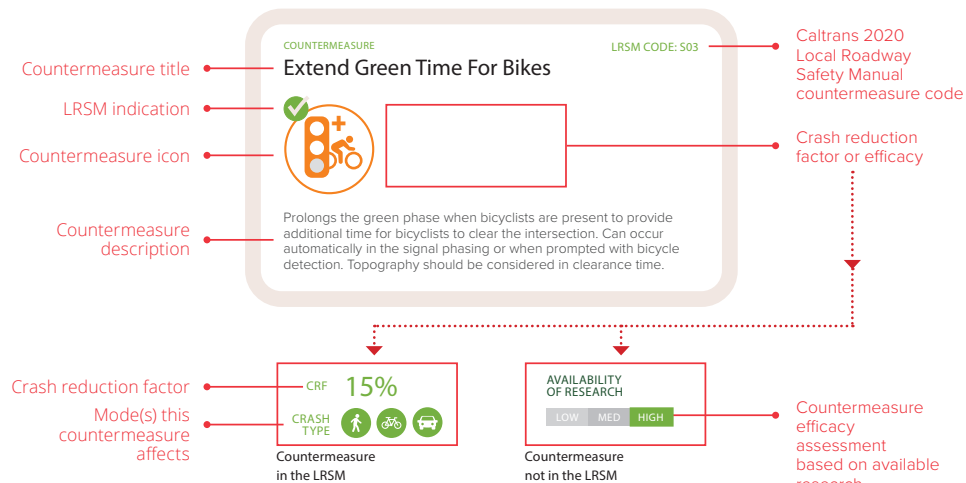 COUNTERMEASURE
LRSM CODE: S03
Extend Green Time For Bikes
Countermeasure title
LRSM indication
Countermeasure icon
Countermeasure
description
Caltrans 2020
Local Roadway
Safety Manual
countermeasure code
Crash reduction
factor or efficacy
Prolongs the green phase when bicyclists are present to provide
additional time for bicyclists to clear the intersection. Can occur
automatically in the signal phasing or when prompted with bicycle
detection. Topography should be considered in clearance time.
Crash reduction factor
Mode(s) this
countermeasure
affects
CRF 15%
CRASH
TYPE
Countermeasure
in the LRSM
AVAILABILITY
OF RESEARCH
LOW MED HIGH
Countermeasure
not in the LRSM
Countermeasure
efficacy
assessment
based on available
research